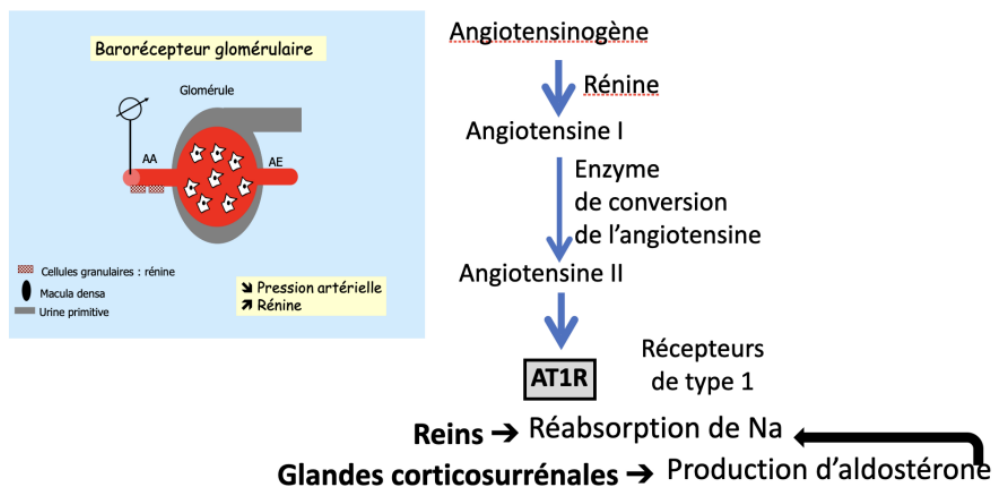 Barorécepteur glomérulaire
Glomérule
AA
AE
Cellules granulaires : rénine
Macula densa
Urine primitive
↘ Pression artérielle
↗ Rénine
Angiotensinogène
Rénine
Angiotensine I
Enzyme
de conversion
de l'angiotensine
Angiotensine II
AT1R
Récepteurs
de type 1
Reins → Réabsorption de Na
Glandes corticosurrénales → Production d'aldostérone